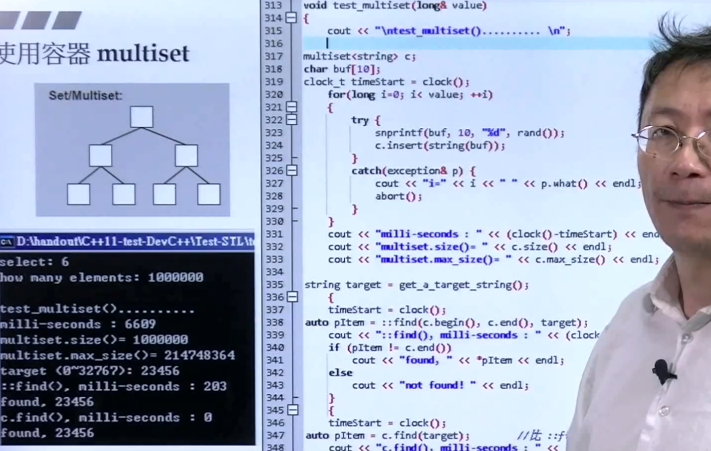 使用容器 multiset
Set/Multiset:
D:\handout\C++11-test-DevC++\Test-STL\
select: 6
how many elements: 1000000
test_multiset()..........
milli-seconds : 6609
multiset.size()= 1000000
multiset.max_size()= 214748364
target (0~32767): 23456
::find(), milli-seconds : 203
found, 23456
c.find(), milli-seconds : 0
found, 23456
313 void test_multiset(long& value)
314 {
315 cout << "\ntest_multiset().......... \n";
316
317 multiset<string> c;
318 char buf[10];
319 clock_t timeStart = clock();
320 for(long i=0; i< value; ++i)
321 {
322 try {
323 snprintf(buf, 10, "%d", rand());
324 c.insert(string(buf));
325 }
326 catch(exception& p) {
327 cout << "i=" << i << " " << p.what() << endl;
328 abort();
329 }
330 }
331 cout << "milli-seconds : " << (clock()-timeStart) << end
332 cout << "multiset.size()= " << c.size() << endl;
333 cout << "multiset.max_size()= " << c.max_size() << endl;
334
335 string target = get_a_target_string();
336 {
337 timeStart = clock();
338 auto pItem = ::find(c.begin(), c.end(), target);
339 cout << "::find(), milli-seconds : " << (clock
340 if (pItem != c.end())
341 cout << "found, " << *pItem << endl;
342 else
343 cout << "not found! " << endl;
344 }
345 {
346 timeStart = clock();
347 auto pItem = c.find(target); //比 ::f
348 cout << "c.find(), milli-seconds : " <<